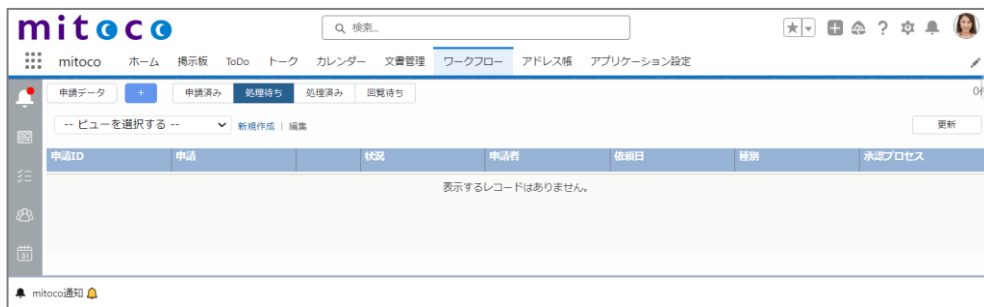 mitoco
検索...
mitoco ホーム 掲示板 ToDo トーク カレンダー 文書管理 ワークフロー アドレス帳 アプリケーション設定
申請データ + 申請済み 処理待ち 処理済み 回覧待ち
-- ビューを選択する -- 新規作成 | 編集 更新
申請ID 申請 状況 申請者 依頼日 種別 承認プロセス
表示するレコードはありません。
31
mitoco通知